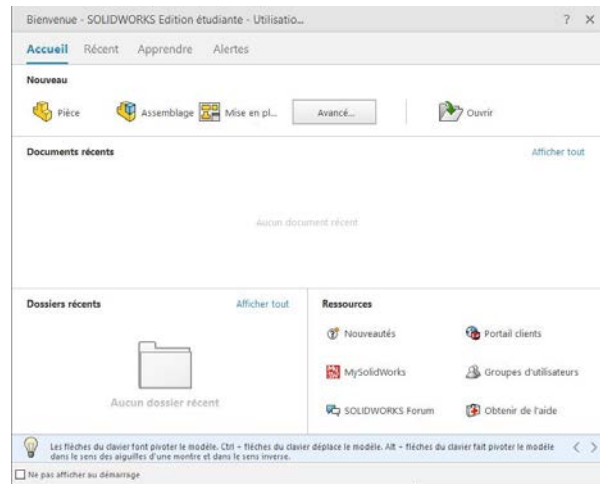 Bienvenue - SOLIDWORKS Edition étudiante - Utilisatio...
? X
Accueil Récent Apprendre Alertes
Nouveau
Pièce Assemblage Mise en pl... Avancé... Ouvrir
Documents récents Afficher tout
Aucun document récent
Dossiers récents Afficher tout
Aucun dossier récent
Ressources
Nouveautés Portail clients
MySolidWorks Groupes d'utilisateurs
SOLIDWORKS Forum Obtenir de l'aide
Les flèches du clavier font pivoter le modèle. Ctrl + flèches du clavier déplace le modèle. Alt + flèches du clavier fait pivoter le modèle
dans le sens des aiguilles d'une montre et dans le sens inverse.
Ne pas afficher au démarrage